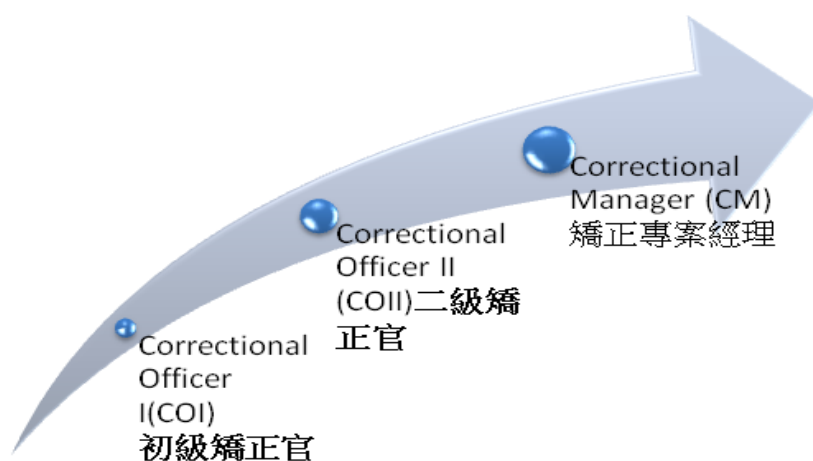 Correctional
Officer
I(COI)
初級矯正官
Correctional
Officer II
(COII)二級矯
正官
Correctional
Manager (CM)
矯正專案經理